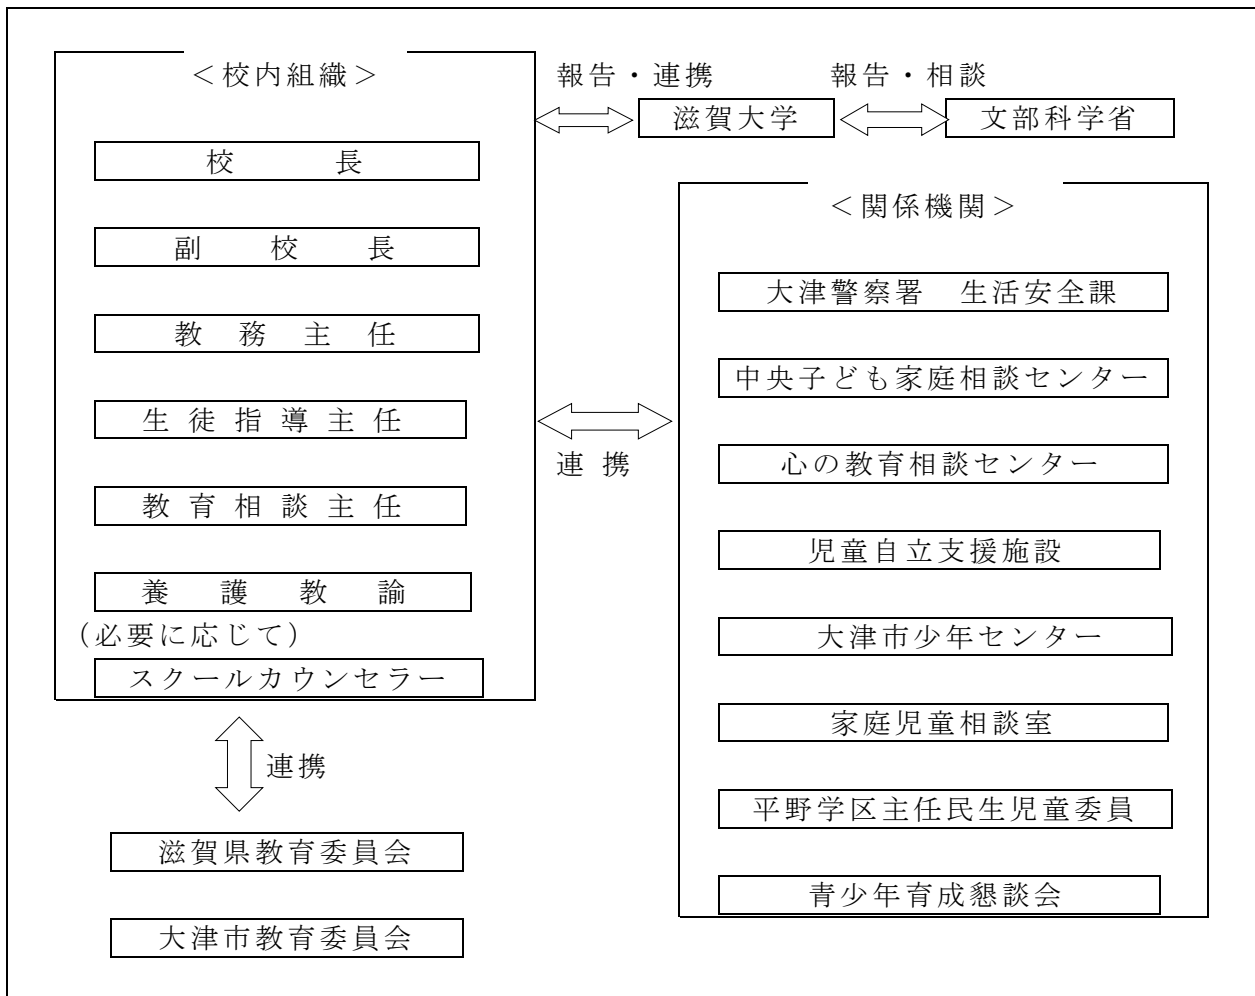 ＜校内組織＞
校長
副校長
教務主任
生徒指導主任
教育相談主任
養護教諭
（必要に応じて）
スクールカウンセラー
連携
滋賀県教育委員会
大津市教育委員会
報告・連携
報告・相談
滋賀大学
文部科学省
連携
＜関係機関＞
大津警察署　生活安全課
中央子ども家庭相談センター
心の教育相談センター
児童自立支援施設
大津市少年センター
家庭児童相談室
平野学区主任民生児童委員
青少年育成懇談会